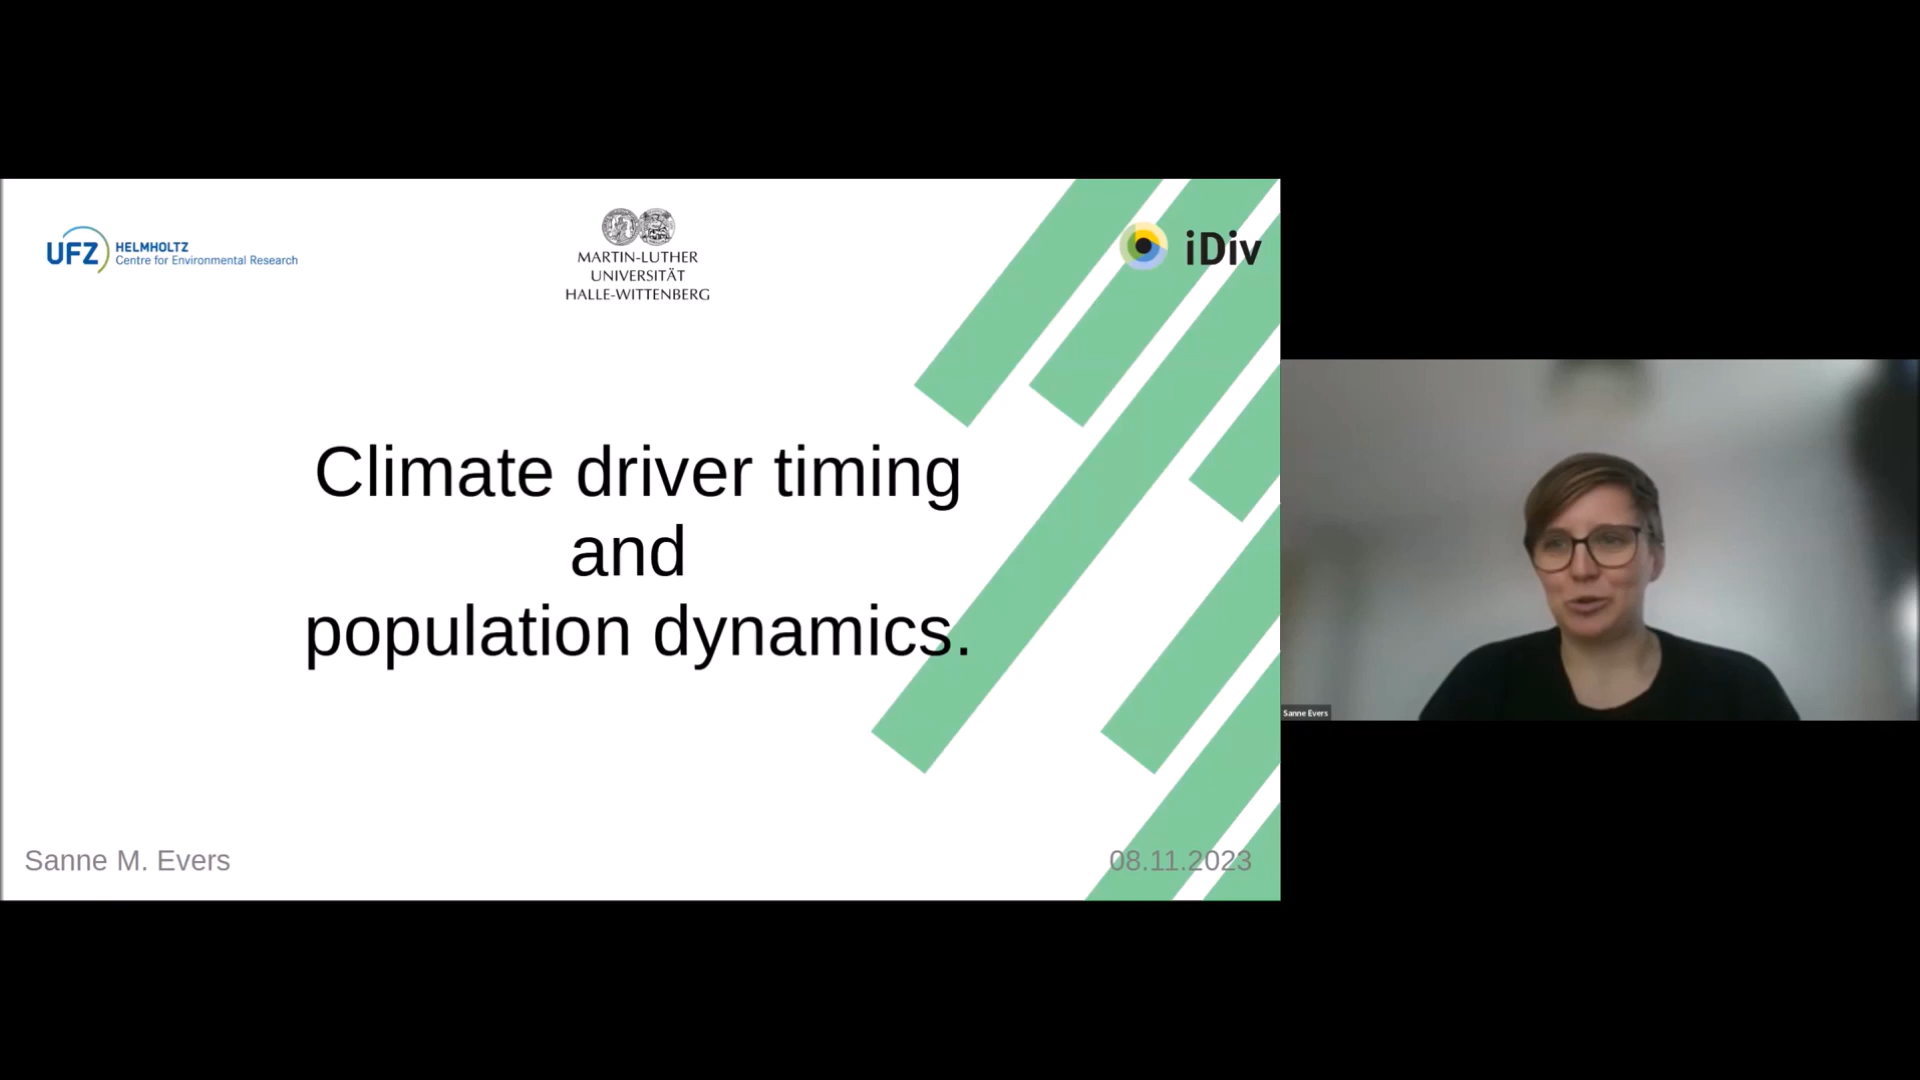 UFZ
HELMHOLTZ
Centre for Environmental Research
MARTIN-LUTHER
UNIVERSITÄT
HALLE-WITTENBERG
iDiv
Climate driver timing
and
population dynamics.
Sanne M. Evers
08.11.2023
Sanne Evers